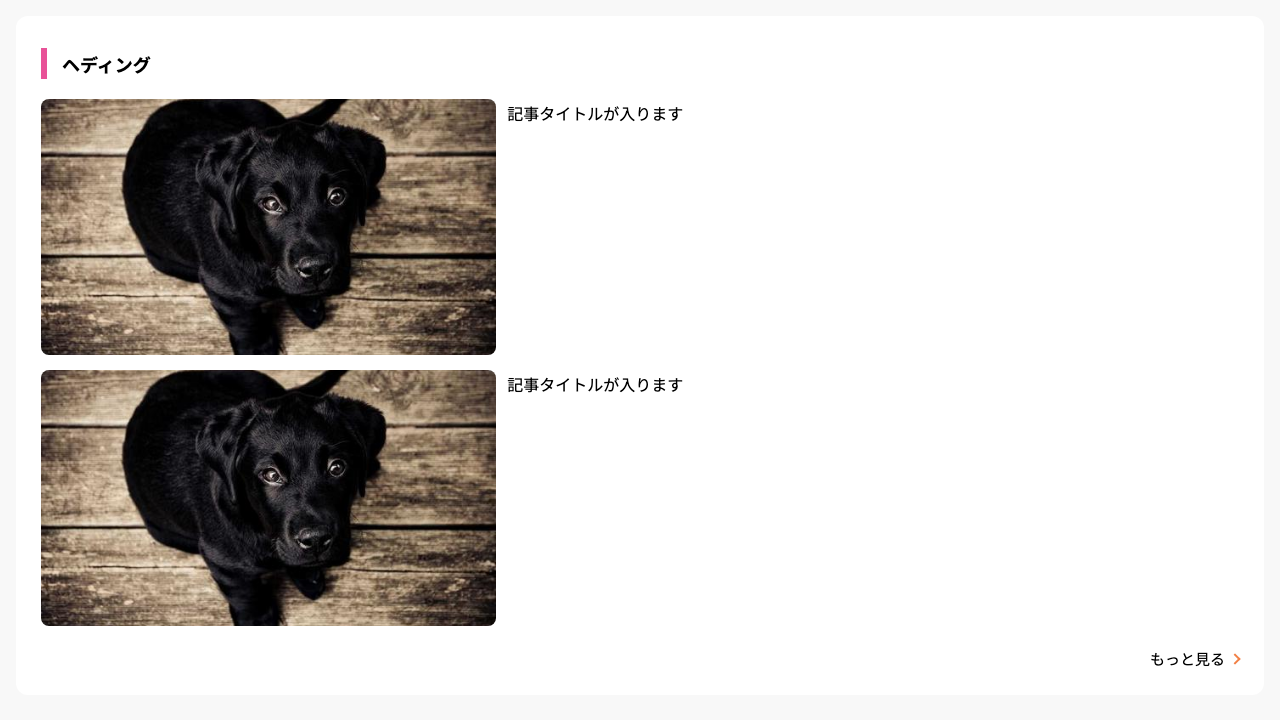 ヘディング
記事タイトルが入ります
記事タイトルが入ります
もっと見る